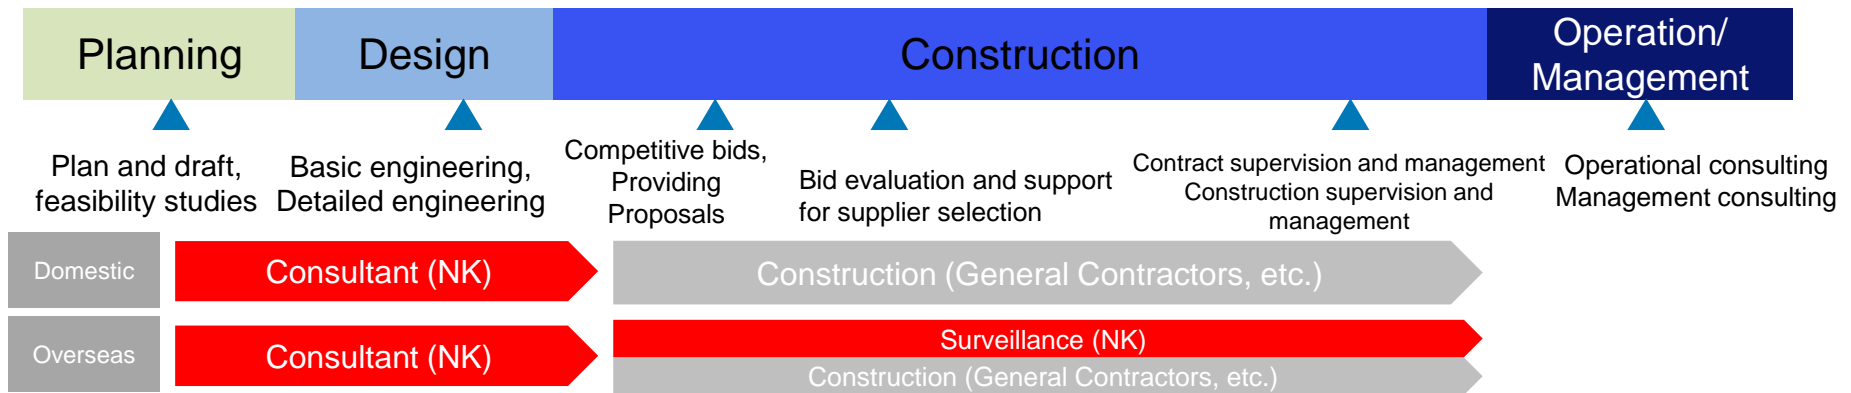 Planning
Design
Construction
Operation/
Management
Plan and draft,
feasibility studies
Basic engineering,
Detailed engineering
Competitive bids,
Providing
Proposals
Bid evaluation and support
for supplier selection
Contract supervision and management
Construction supervision and
management
Operational consulting
Management consulting
Domestic
Consultant (NK)
Construction (General Contractors, etc.)
Overseas
Consultant (NK)
Surveillance (NK)
Construction (General Contractors, etc.)